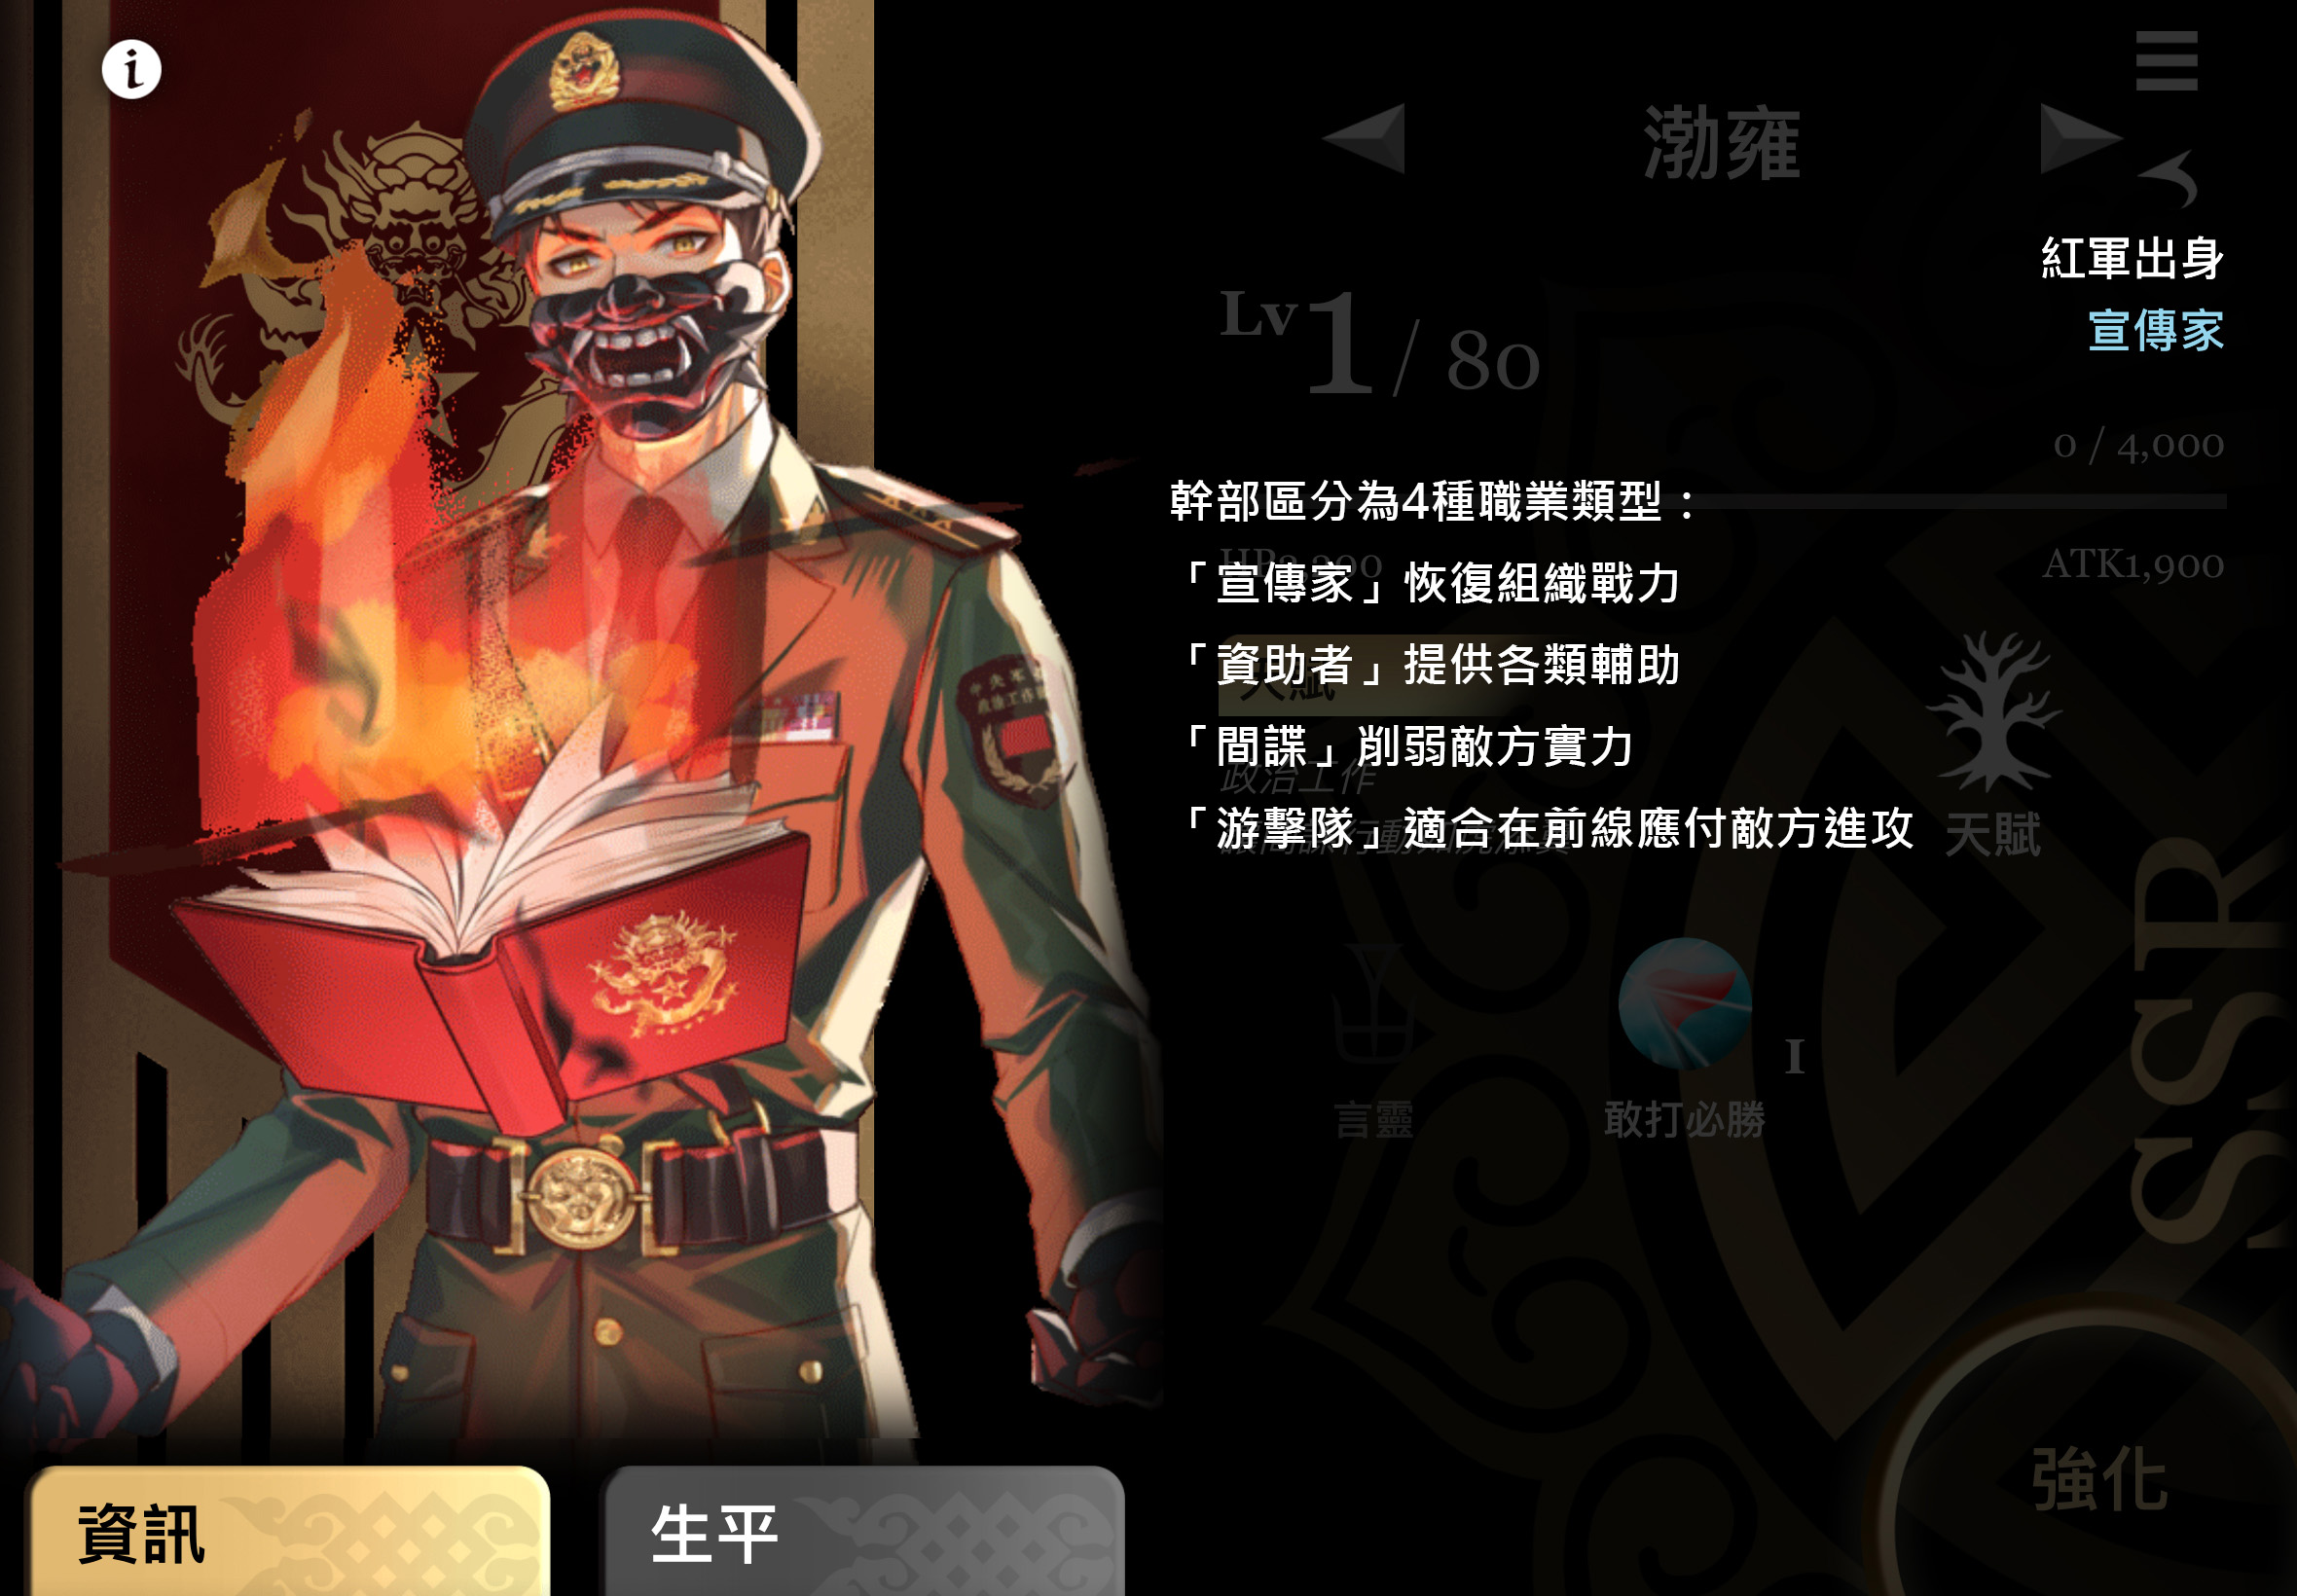 i
渤雍
紅軍出身
Lv1 / 80
宣傳家
0 / 4,000
幹部區分為4種職業類型：
ATK1,900
「宣傳家」恢復組織戰力
「資助者」提供各類輔助
天賦
「間諜」削弱敵方實力
政治工作
「游擊隊」適合在前線應付敵方進攻
天賦
SSR
I
言靈
敢打必勝
強化
資訊
生平